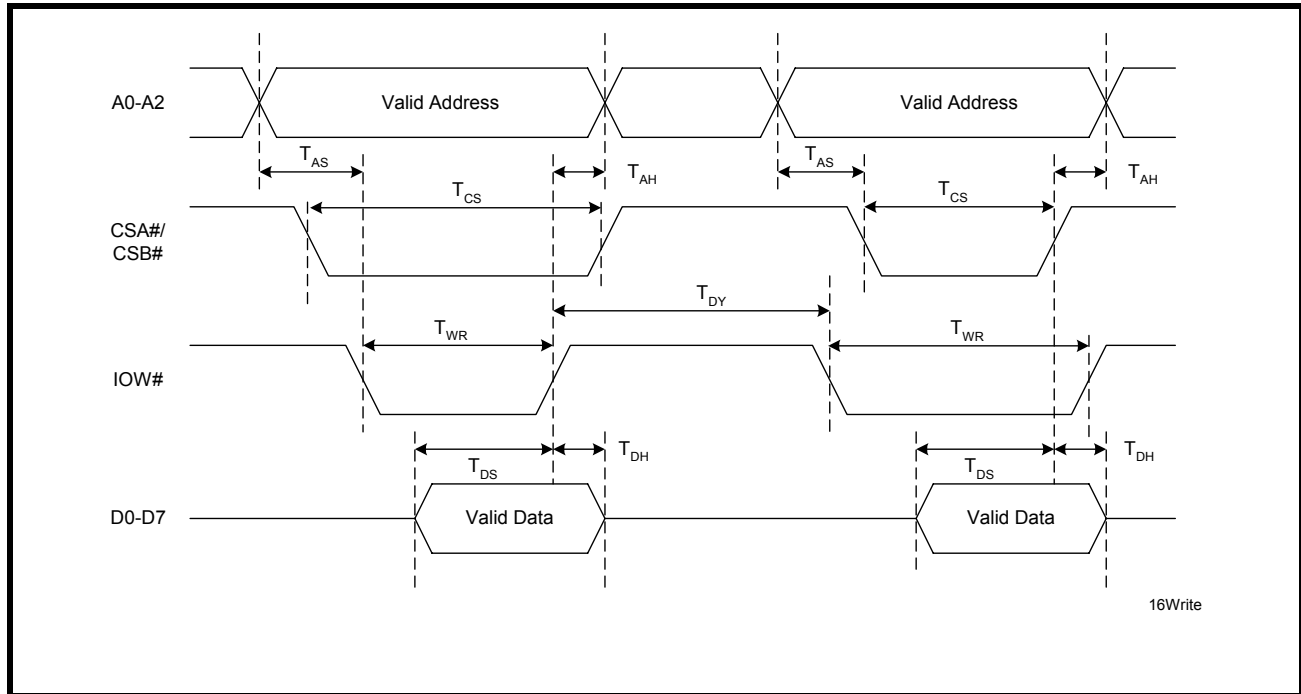 A0-A2
Valid Address
Valid Address
TAS
TAH
TAS
TAH
TCS
TCS
CSA#/
CSB#
TDY
TWR
TWR
IOW#
TDS
TDH
TDS
TDH
D0-D7
Valid Data
Valid Data
16Write